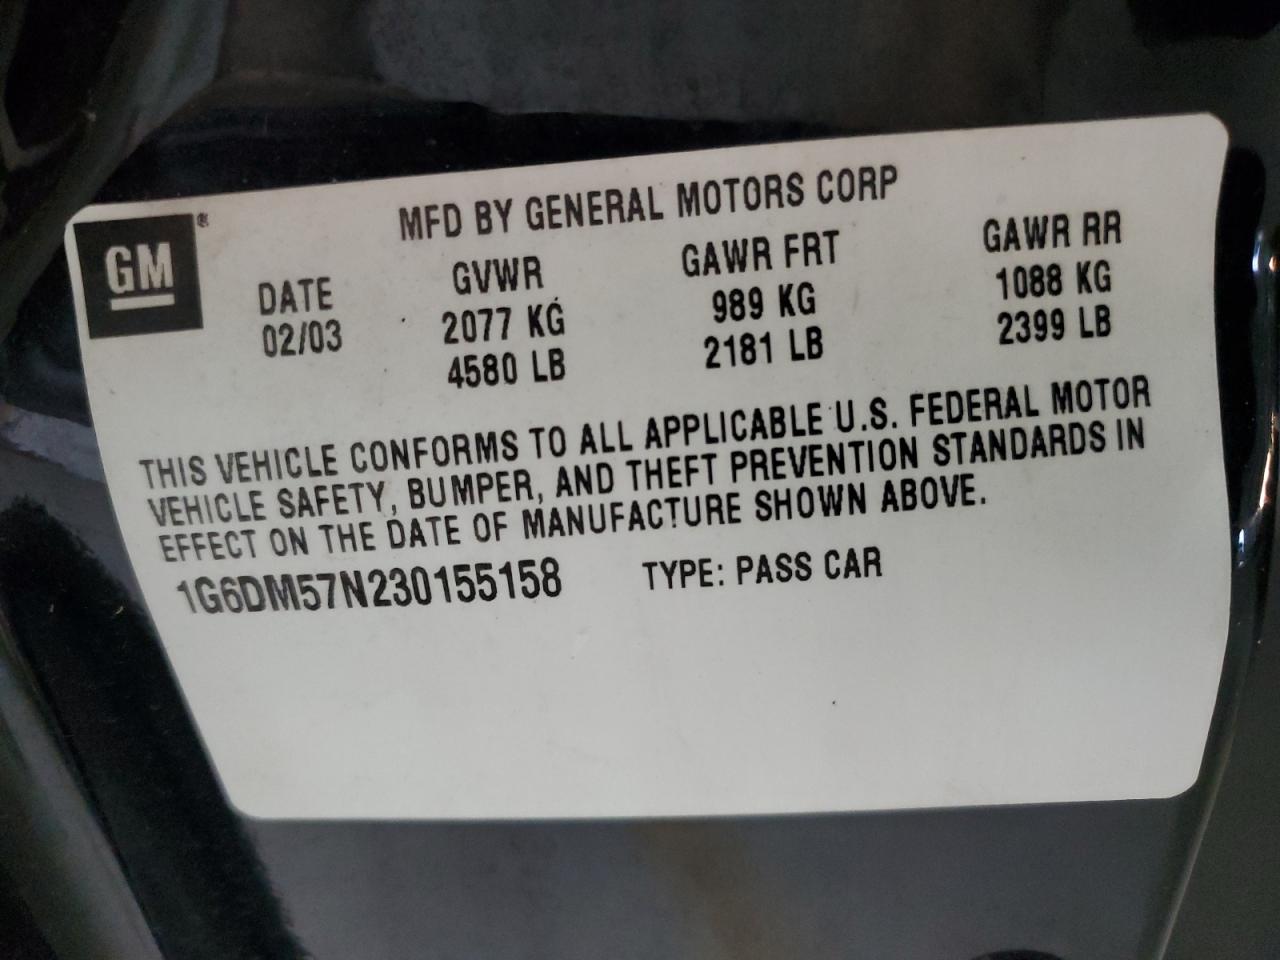 GM®
MFD BY GENERAL MOTORS CORP
DATE GVWR GAWR FRT GAWR RR
02/03 2077 KG 989 KG 1088 KG
4580 LB 2181 LB 2399 LB
THIS VEHICLE CONFORMS TO ALL APPLICABLE U.S. FEDERAL MOTOR
VEHICLE SAFETY, BUMPER, AND THEFT PREVENTION STANDARDS IN
EFFECT ON THE DATE OF MANUFACTURE SHOWN ABOVE.
1G6DM57N230155158 TYPE: PASS CAR